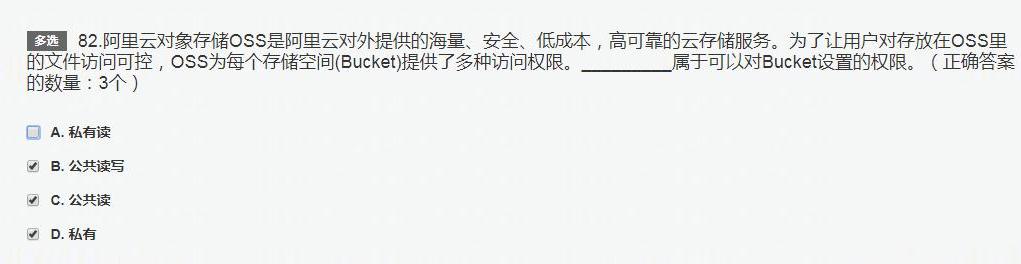 多选 82.阿里云对象存储OSS是阿里云对外提供的海量、安全、低成本，高可靠的云存储服务。为了让用户对存放在OSS里
的文件访问可控，OSS为每个存储空间(Bucket)提供了多种访问权限。_________属于可以对Bucket设置的权限。（正确答案
的数量：3个）
A. 私有读
B. 公共读写
C. 公共读
D. 私有